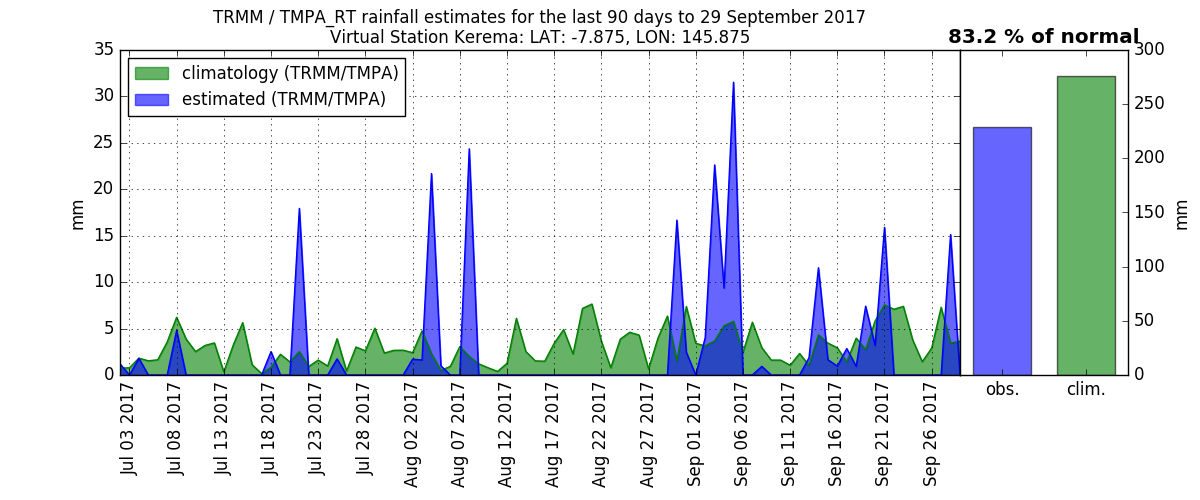 TRMM / TMPA_RT rainfall estimates for the last 90 days to 29 September 2017
Virtual Station Kerema: LAT: -7.875, LON: 145.875
83.2 % of normal
climatology (TRMM/TMPA)
estimated (TRMM/TMPA)
mm
35
30
25
20
15
10
5
0
Jul 03 2017
Jul 08 2017
Jul 13 2017
Jul 18 2017
Jul 23 2017
Jul 28 2017
Aug 02 2017
Aug 07 2017
Aug 12 2017
Aug 17 2017
Aug 22 2017
Aug 27 2017
Sep 01 2017
Sep 06 2017
Sep 11 2017
Sep 16 2017
Sep 21 2017
Sep 26 2017
300
250
200
150
100
50
0
mm
obs.
clim.